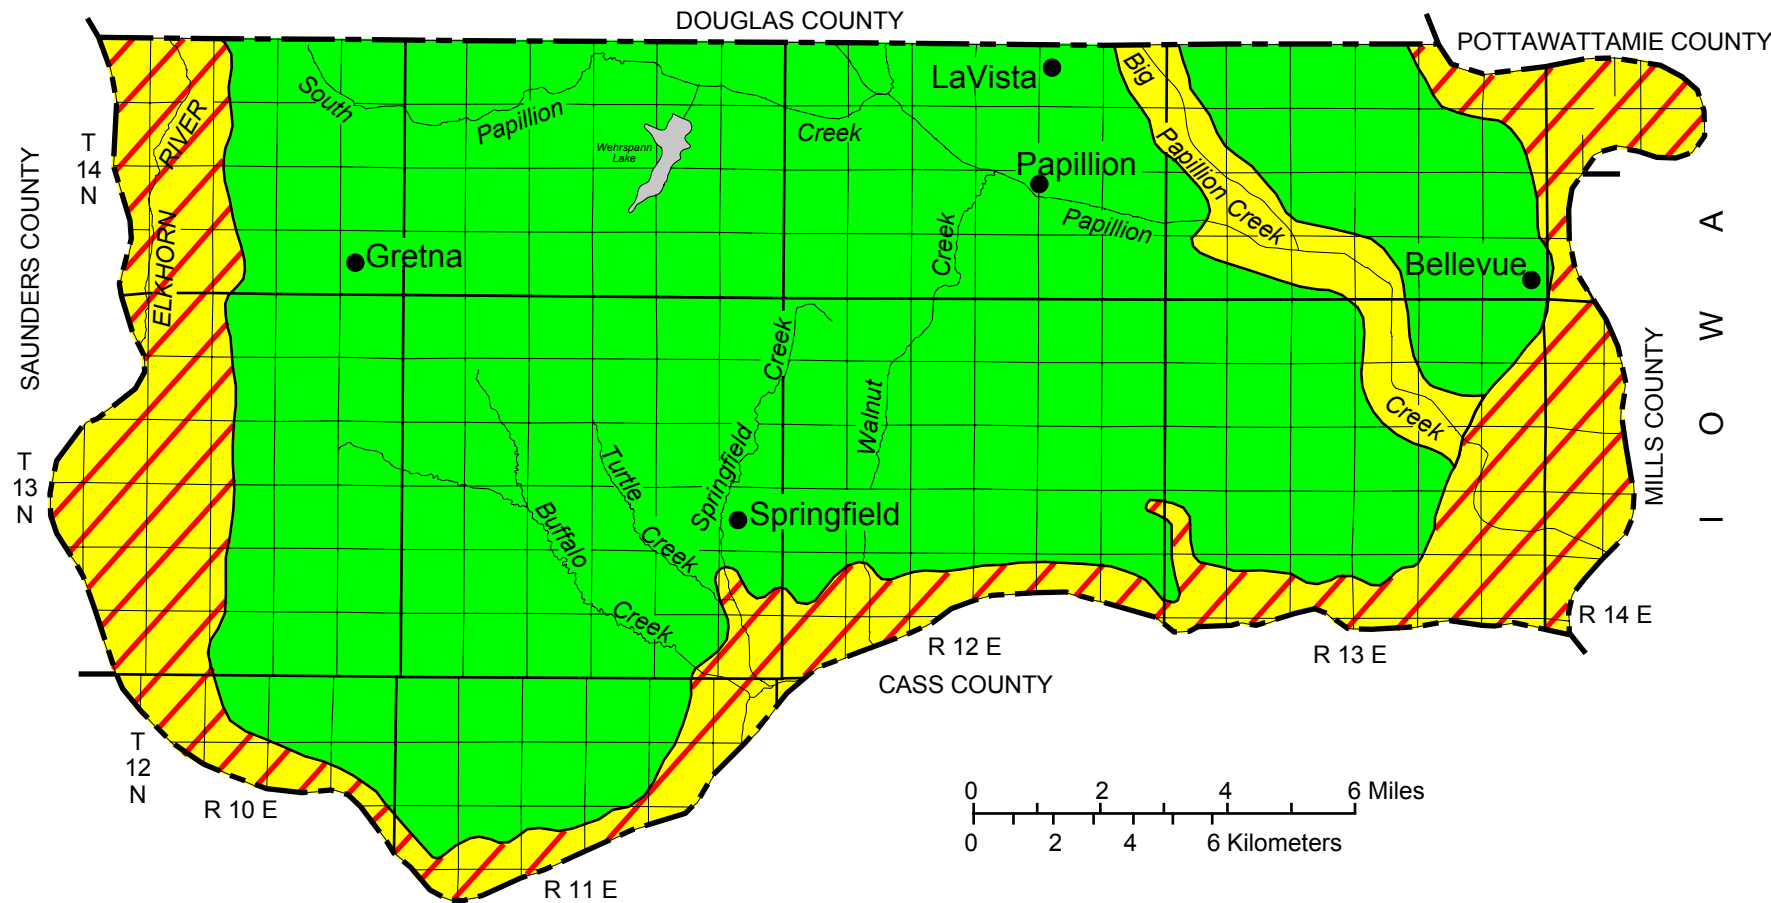 DOUGLAS COUNTY
POTTAWATTAMIE COUNTY
LaVista
Big
South
Papillion
Creek
RIVER
Wehrspann
Lake
T
14
N
Papillion
Papillion Creek
SAUNDERS COUNTY
ELKHORN
Gretna
Creek
Papillion
Bellevue
Creek
Walnut
Creek
MILLS COUNTY
I O W A
T
13
N
Turtle
Creek
Springfield
Springfield
Buffalo
Creek
R 14 E
R 12 E
R 13 E
CASS COUNTY
T
12
N
R 10 E
R 11 E
0 2 4 6 Miles
0 2 4 6 Kilometers